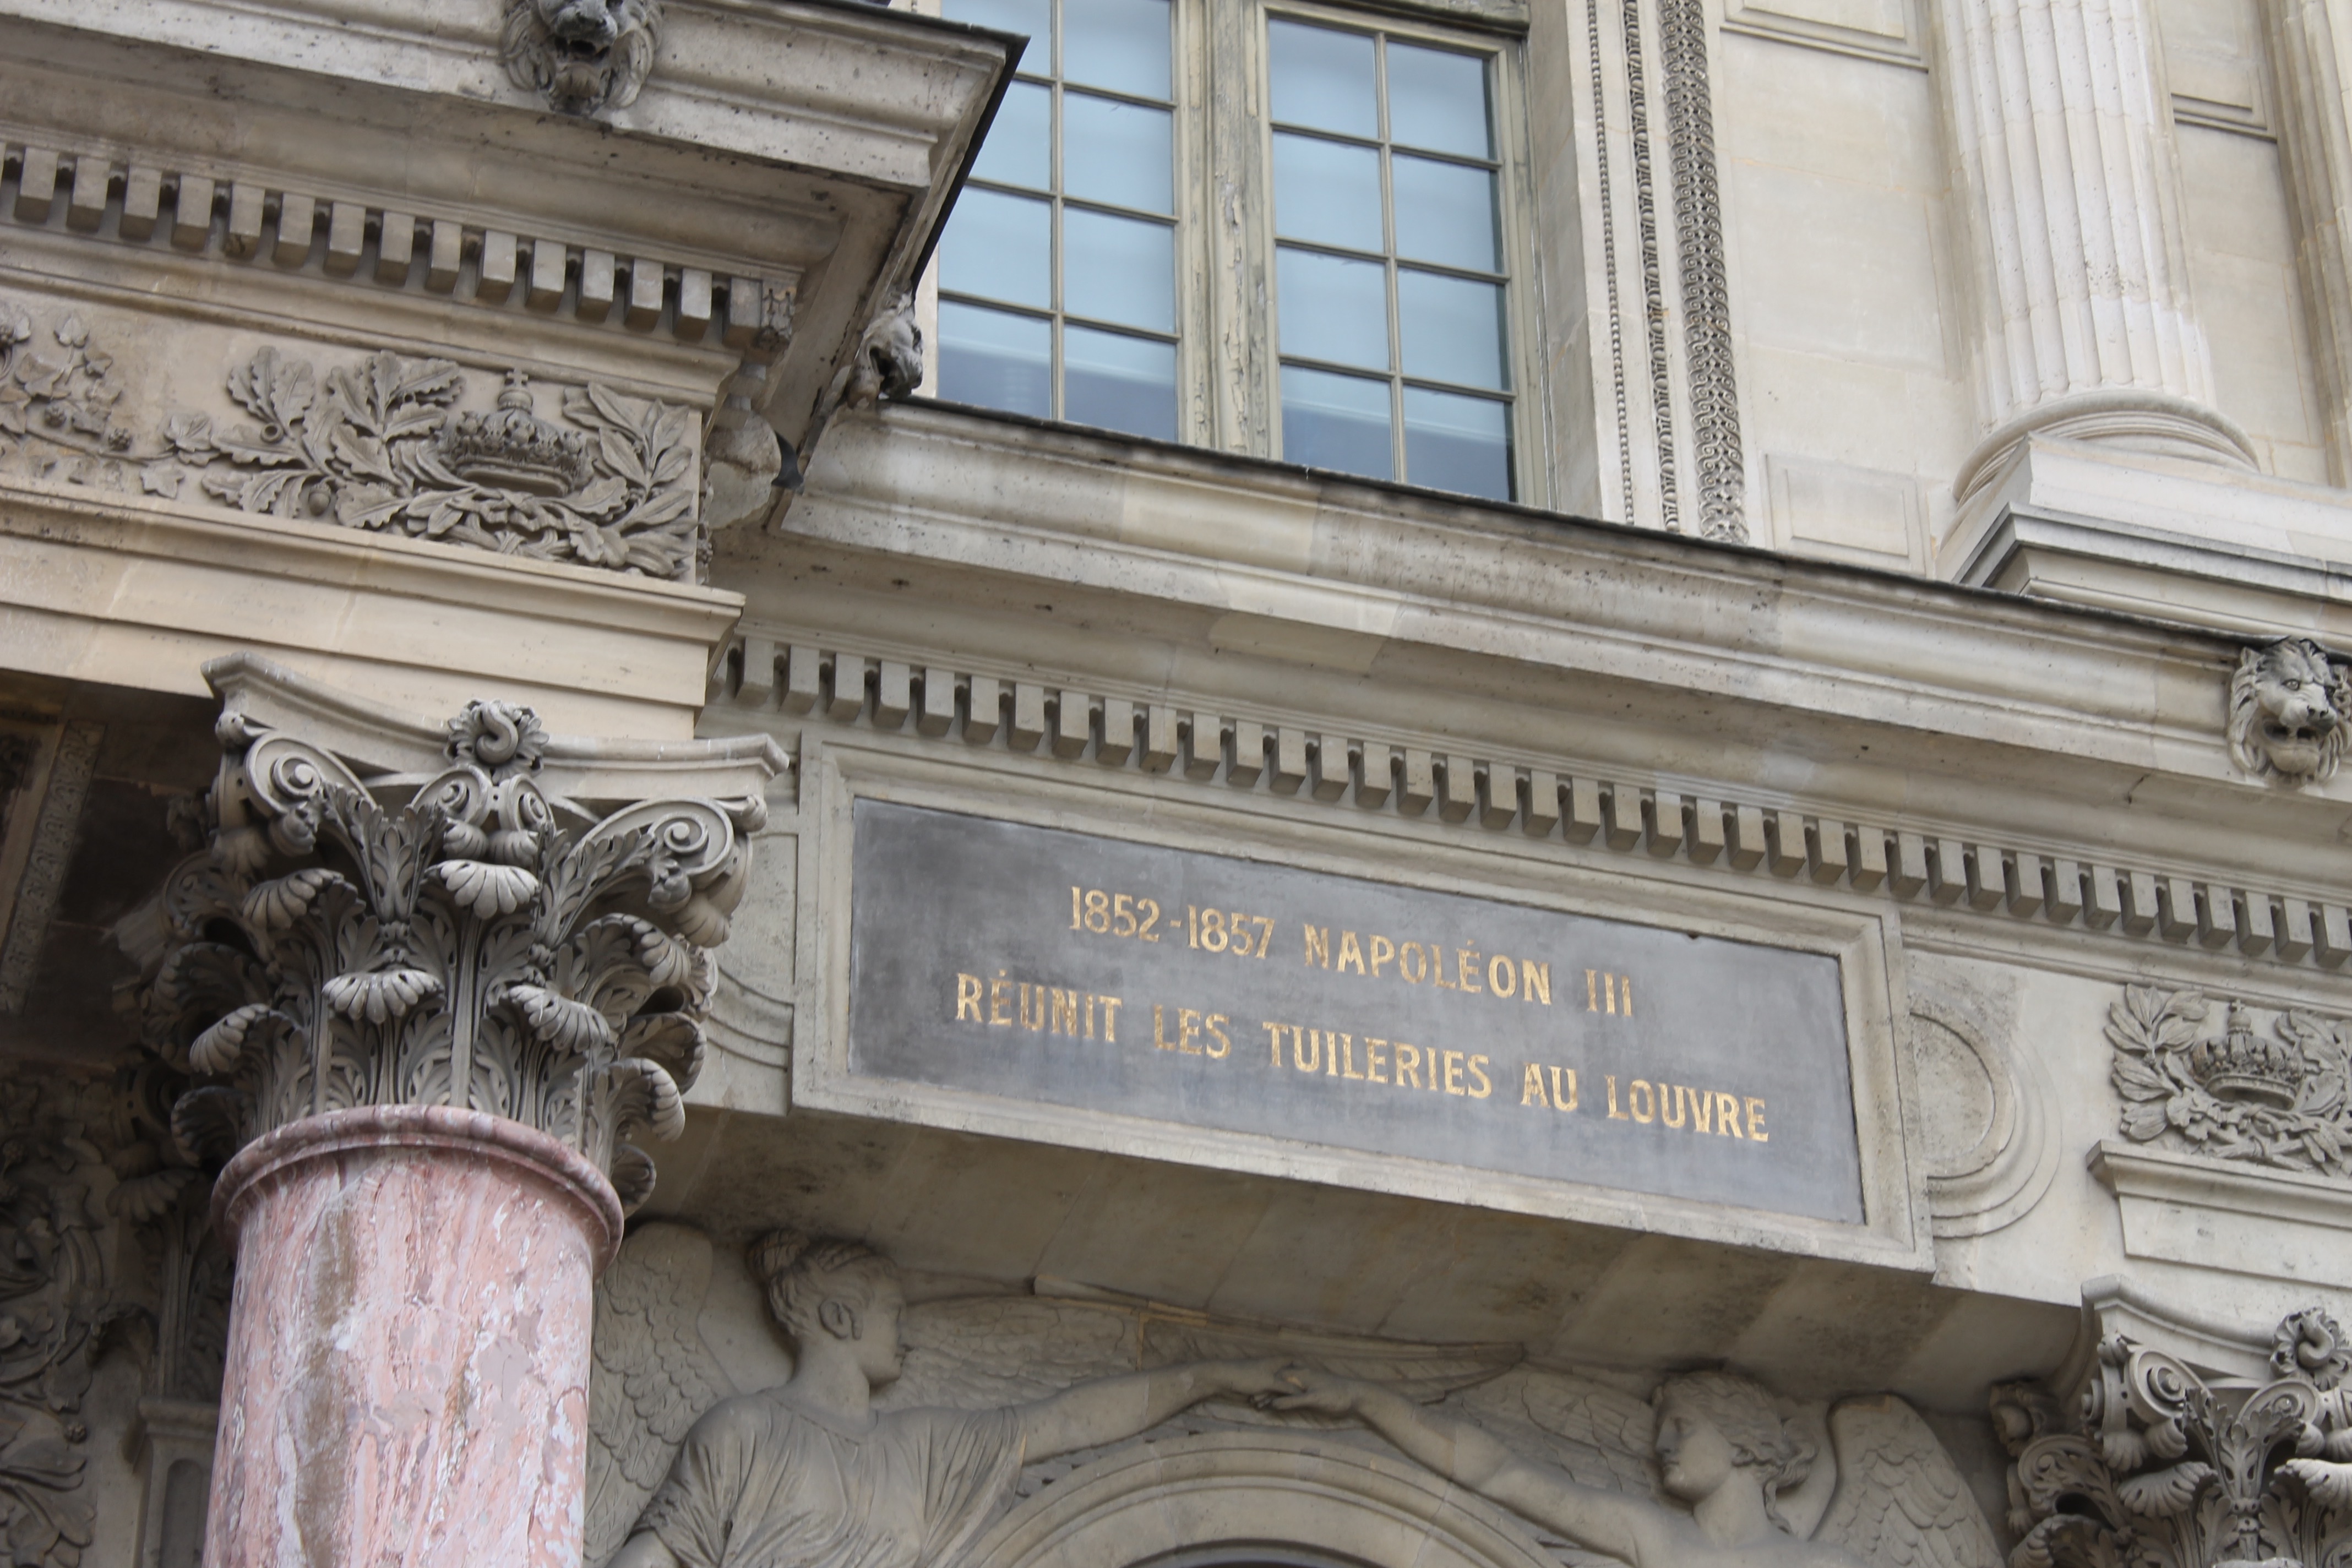 1852-1857 NAPOLÉON III
RÉUNIT LES TUILERIES AU LOUVRE